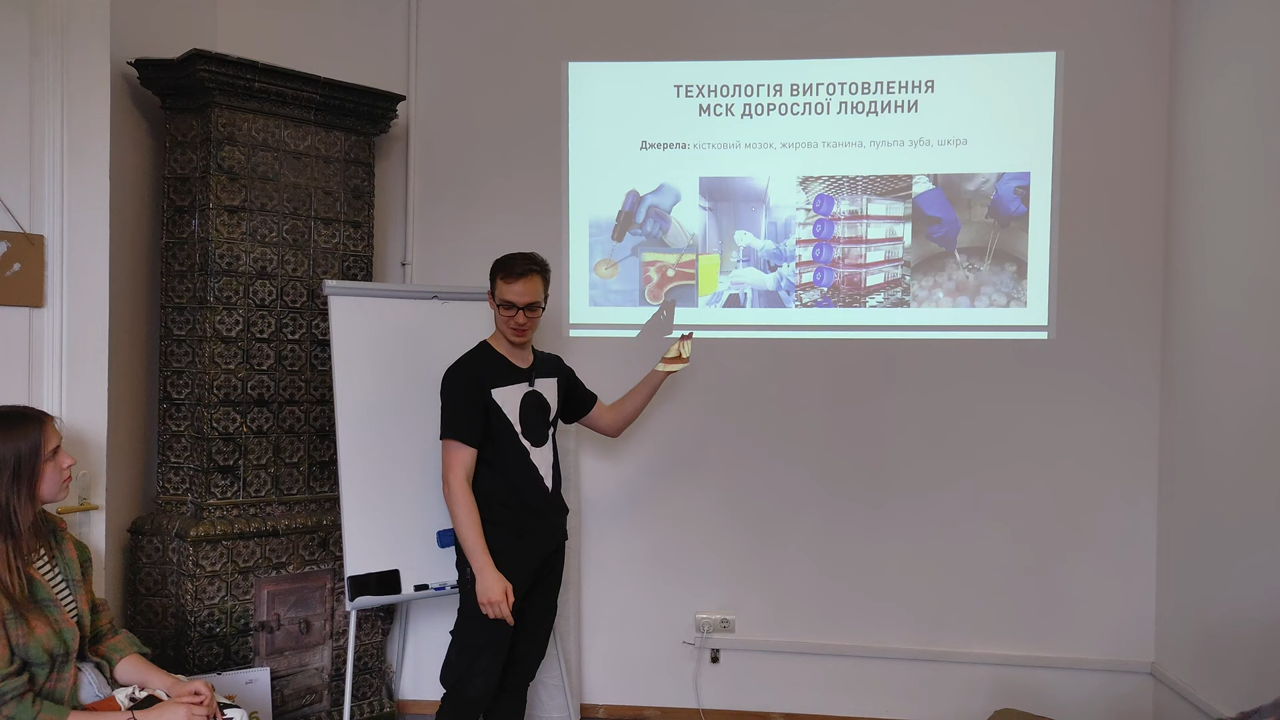 ТЕХНОЛОГІЯ ВИГОТОВЛЕННЯ
МСК ДОРОСЛОЇ ЛЮДИНИ
Джерела: кістковий мозок, жирова тканина, пульпа зуба, шкіра